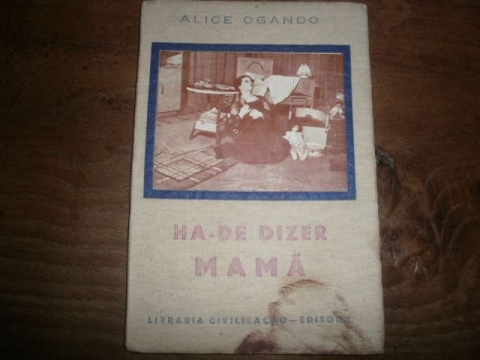 ALICE OGANDO
HA-DE DIZER
MAMÃ
LIVRARIA CIVILIZAÇÃO—EDITORA